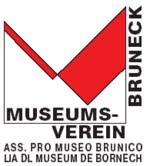 BRUNECK
MUSEUMS-
VEREIN
ASS. PRO MUSEO BRUNICO
LIA DL MUSEUM DE BORNECH